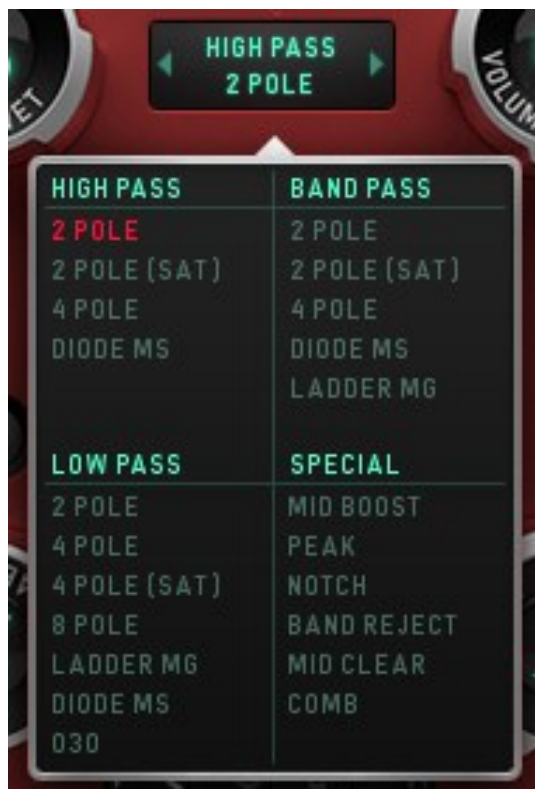 HIGH PASS
2 POLE
VOLUM
HIGH PASS
2 POLE
2 POLE (SAT)
4 POLE
DIODE MS
BAND PASS
2 POLE
2 POLE (SAT)
4 POLE
DIODE MS
LADDER MG
LOW PASS
2 POLE
4 POLE
4 POLE (SAT)
8 POLE
LADDER MG
DIODE MS
030
SPECIAL
MID BOOST
PEAK
NOTCH
BAND REJECT
MID CLEAR
COMB